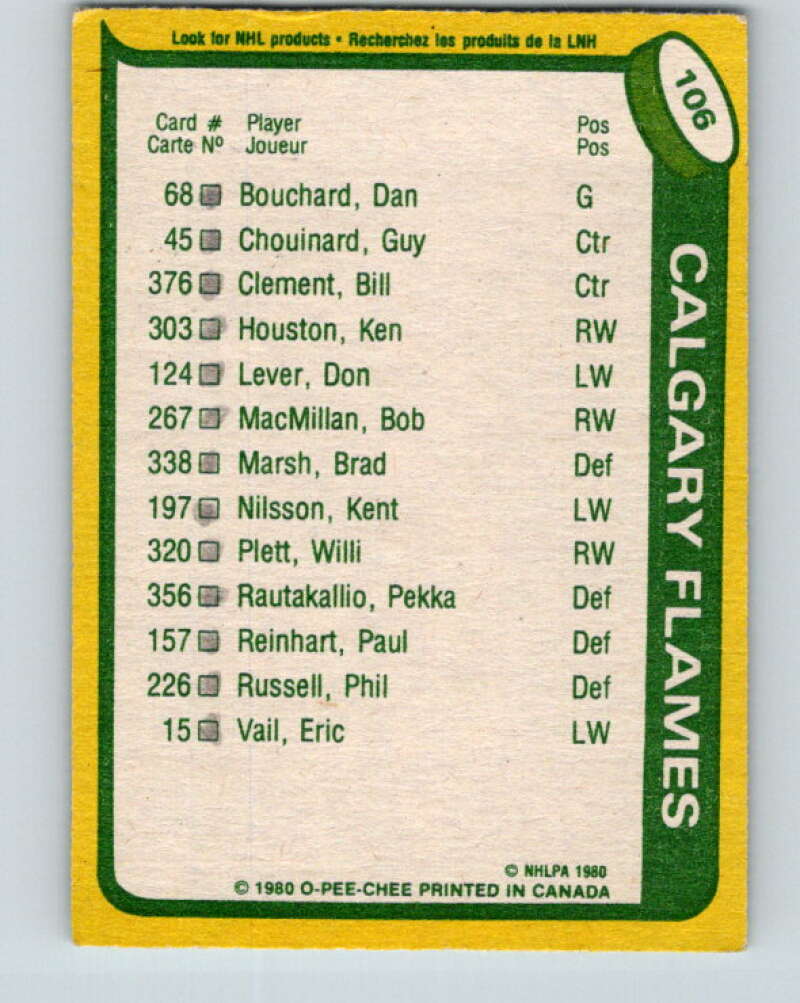 Look for NHL products • Recherchez les produits de la LNH
106
Card # Player Pos
Carte Nº Joueur Pos
68 Bouchard, Dan G
45 Chouinard, Guy Ctr
376 Clement, Bill Ctr
303 Houston, Ken RW
124 Lever, Don LW
267 MacMillan, Bob RW
338 Marsh, Brad Def
197 Nilsson, Kent LW
320 Plett, Willi RW
356 Rautakallio, Pekka Def
157 Reinhart, Paul Def
226 Russell, Phil Def
15 Vail, Eric LW
CALGARY FLAMES
© NHLPA 1980
© 1980 O-PEE-CHEE PRINTED IN CANADA